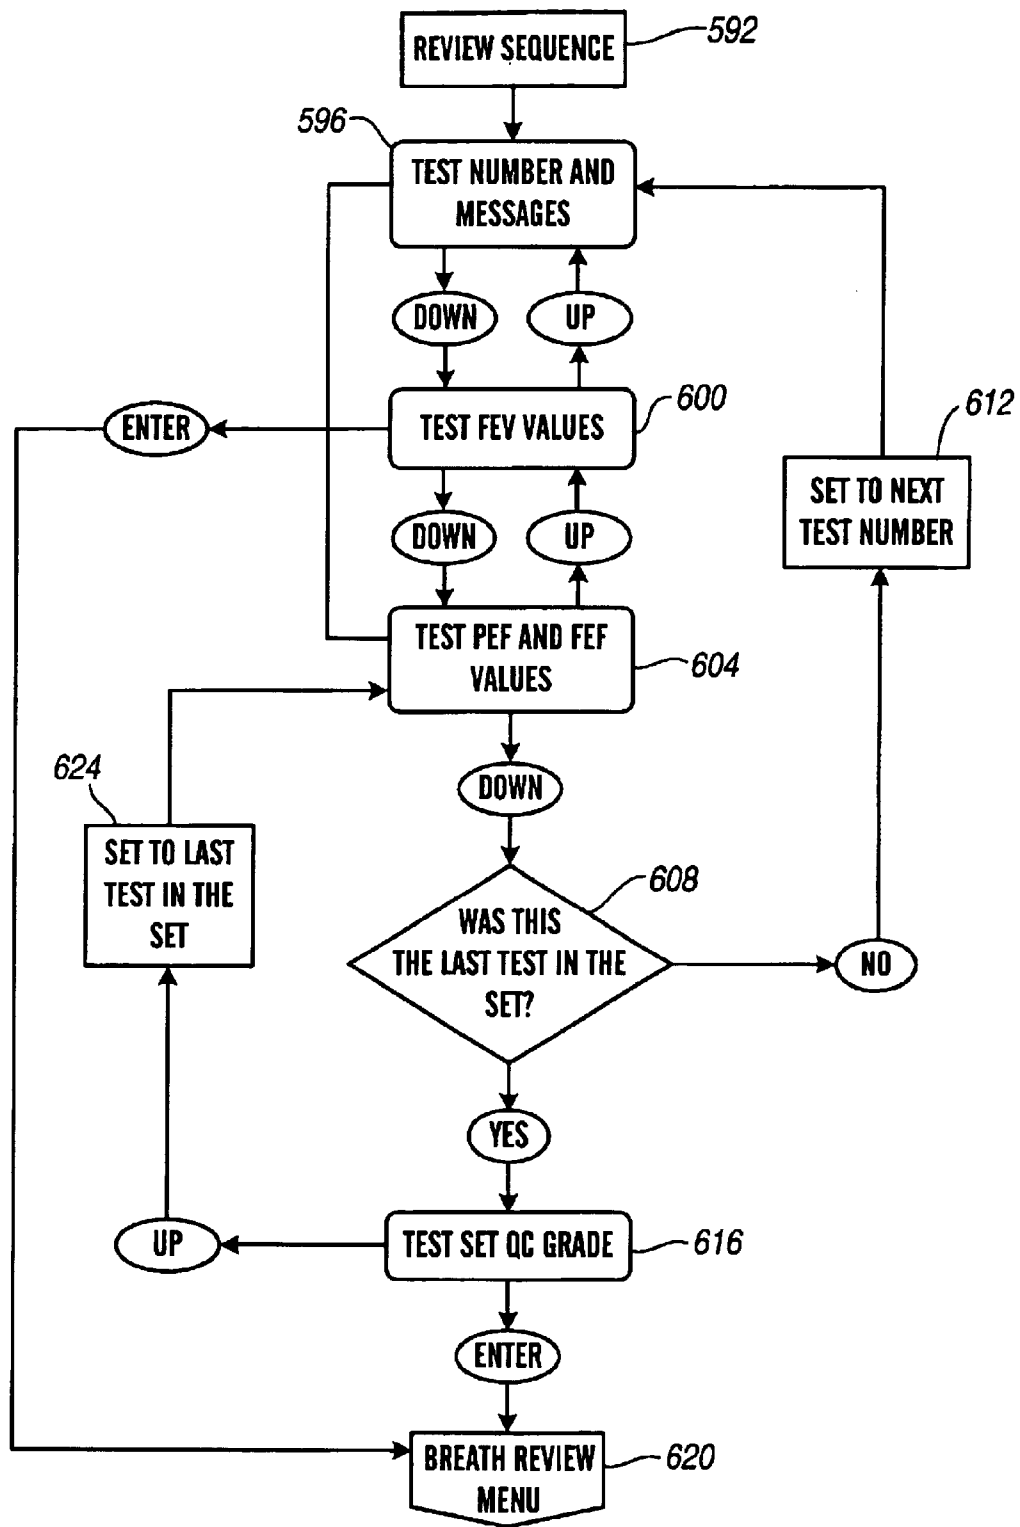 REVIEW SEQUENCE
592
596
TEST NUMBER AND
MESSAGES
DOWN
UP
ENTER
TEST FEV VALUES
600
612
SET TO NEXT
TEST NUMBER
DOWN
UP
TEST PEF AND FEF
VALUES
604
624
SET TO LAST
TEST IN THE
SET
DOWN
608
WAS THIS
THE LAST TEST IN THE
SET?
NO
YES
UP
TEST SET QC GRADE
616
ENTER
BREATH REVIEW
MENU
620